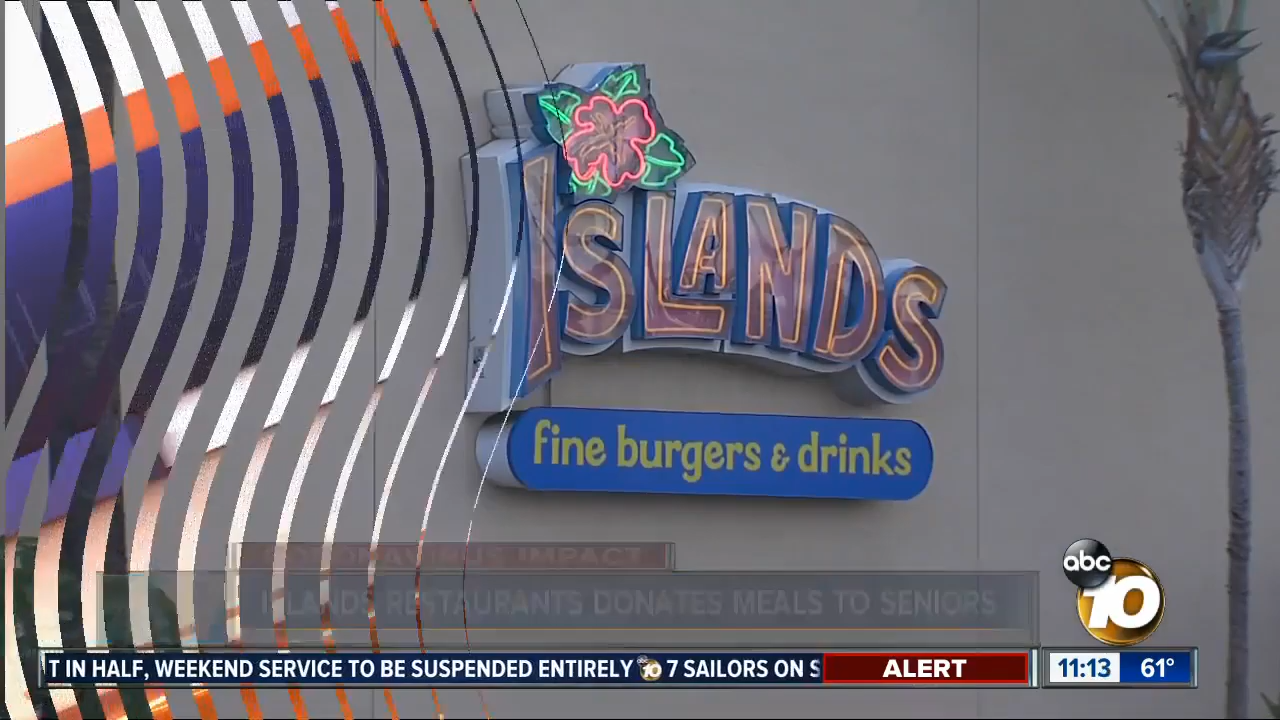 ISLANDS
fine burgers & drinks
CORONAVIRUS IMPACT
ISLANDS RESTAURANTS DONATES MEALS TO SENIORS
abc
10
T IN HALF, WEEKEND SERVICE TO BE SUSPENDED ENTIRELY 10 7 SAILORS ON S
ALERT
11:13 61°